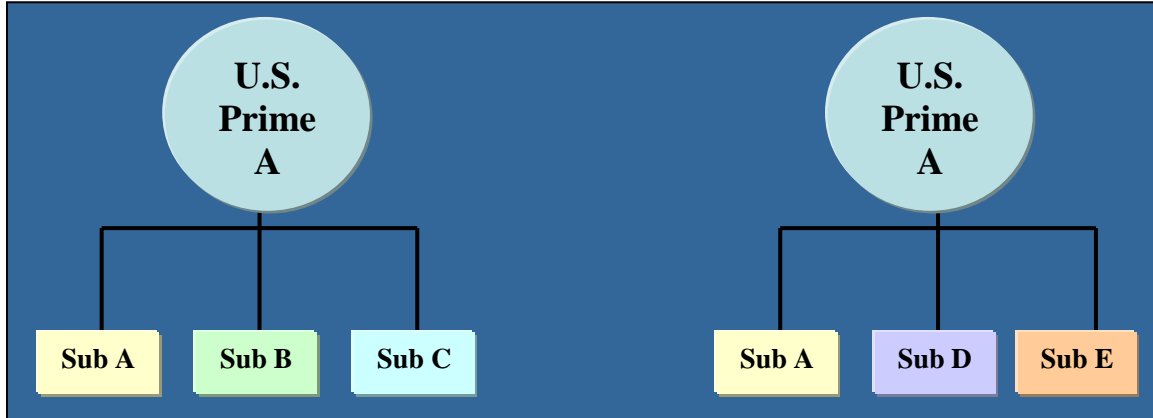 U.S.
Prime
A
U.S.
Prime
A
Sub A
Sub B
Sub C
Sub A
Sub D
Sub E